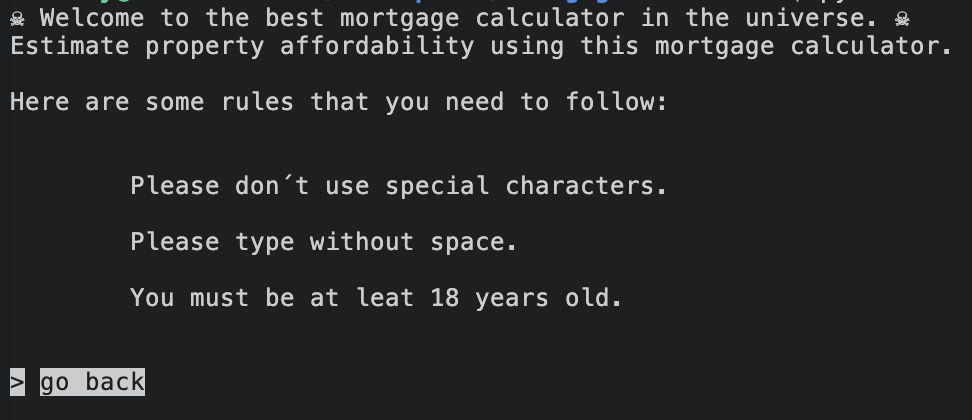 ☠ Welcome to the best mortgage calculator in the universe. ☠
Estimate property affordability using this mortgage calculator.
Here are some rules that you need to follow:
Please don´t use special characters.
Please type without space.
You must be at leat 18 years old.
> go back